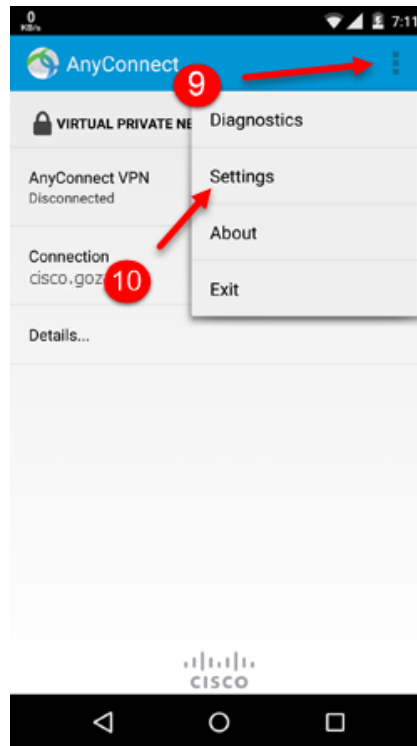 0
KB/s
7:11
AnyConnect
9
VIRTUAL PRIVATE NE
Diagnostics
AnyConnect VPN
Disconnected
Settings
About
Connection
cisco.goz
10
Exit
Details...
CISCO